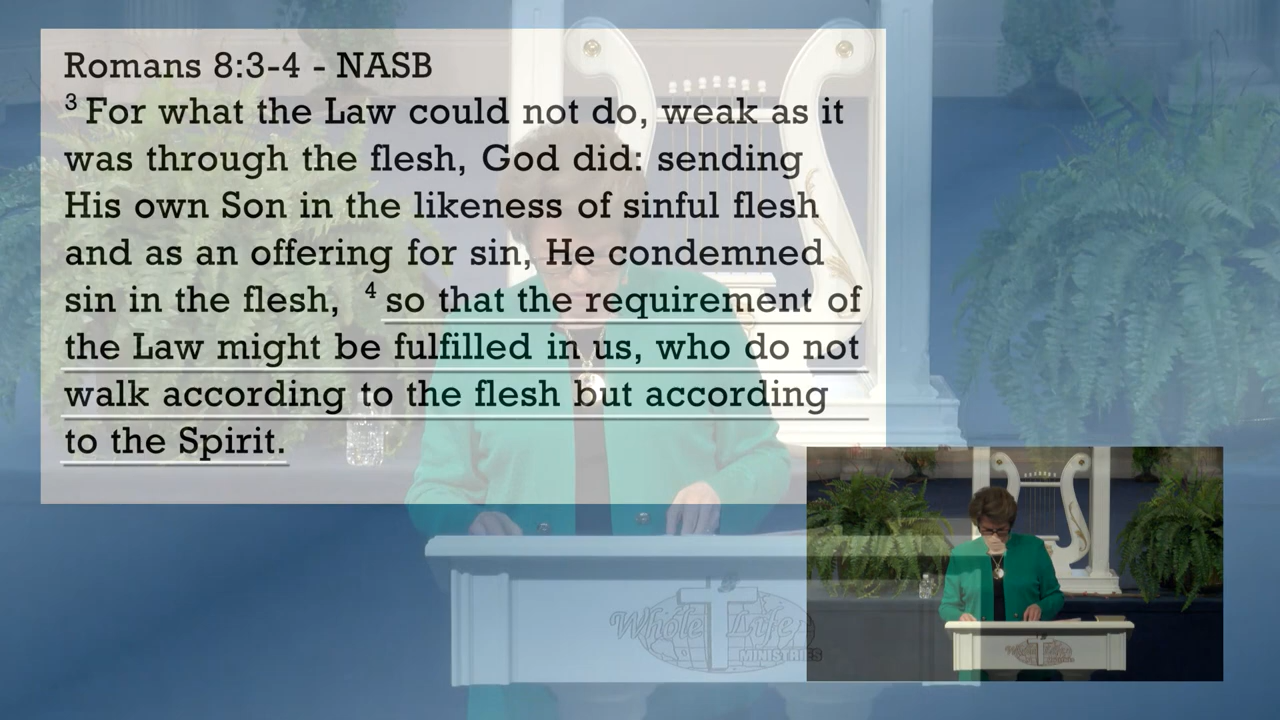 Romans 8:3-4 - NASB
3 For what the Law could not do, weak as it
was through the flesh, God did: sending
His own Son in the likeness of sinful flesh
and as an offering for sin, He condemned
sin in the flesh, 4 so that the requirement of
the Law might be fulfilled in us, who do not
walk according to the flesh but according
to the Spirit.
Whole Life
MINISTRIES